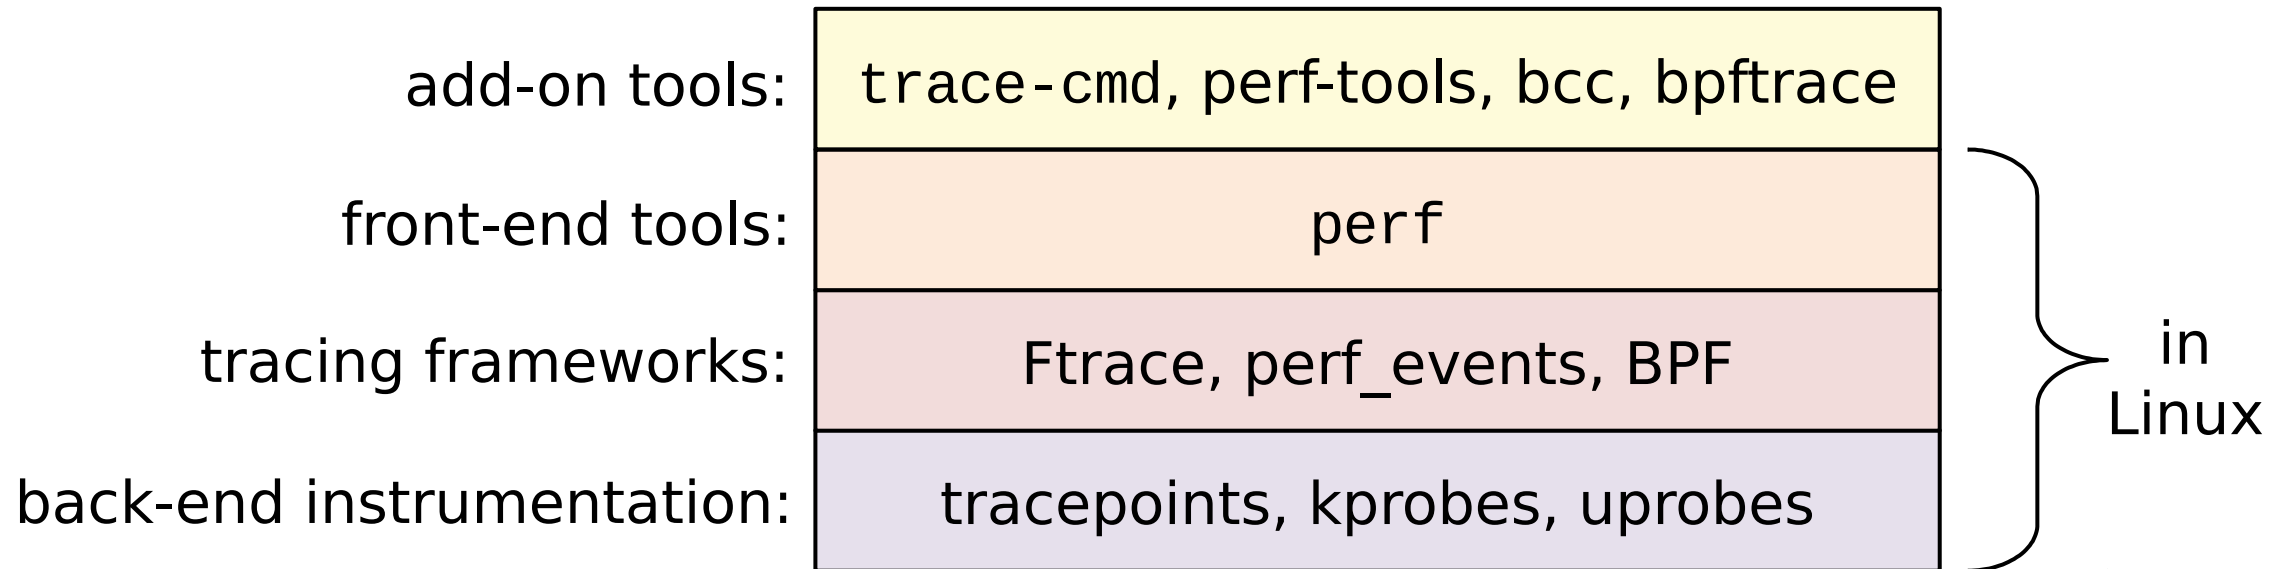 add-on tools: trace-cmd, perf-tools, bcc, bpftrace
front-end tools: perf
tracing frameworks: Ftrace, perf_events, BPF
back-end instrumentation: tracepoints, kprobes, uprobes
in
Linux